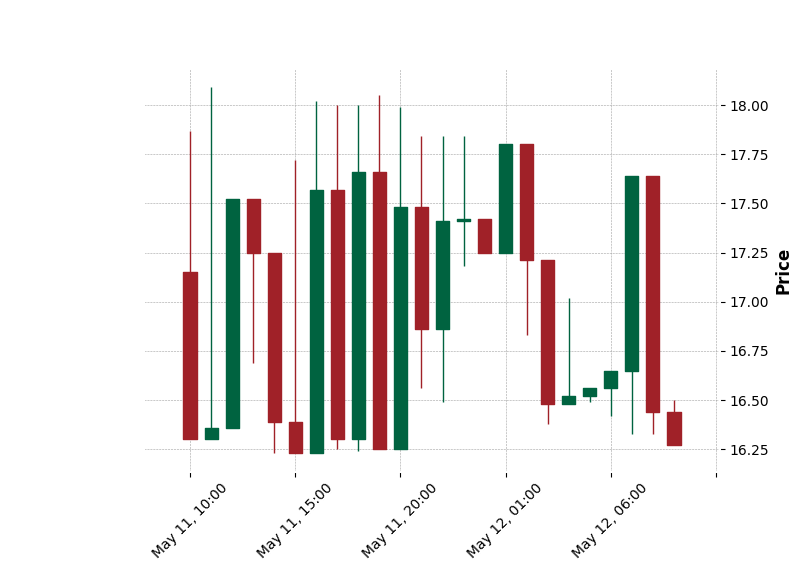 18.00
17.75
17.50
17.25
17.00
16.75
16.50
16.25
Price
May 11, 10:00
May 11, 15:00
May 11, 20:00
May 12, 01:00
May 12, 06:00